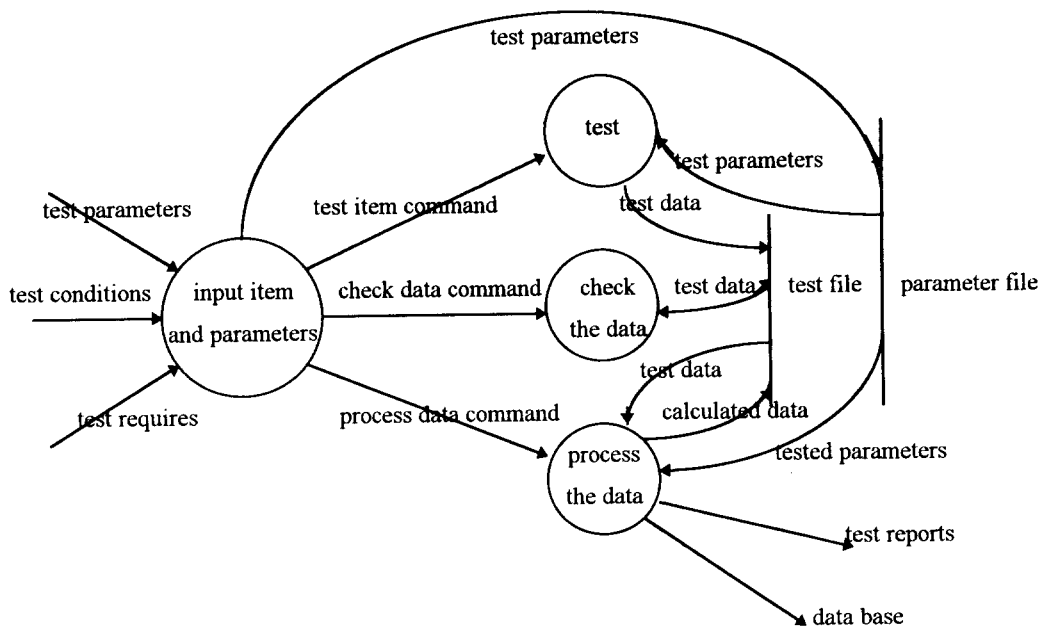 test parameters
test
test parameters
test parameters
test item command
test data
test conditions
input item
and parameters
check data command
check
the data
test data
test file
parameter file
test data
test requires
process data command
calculated data
process
the data
tested parameters
test reports
data base